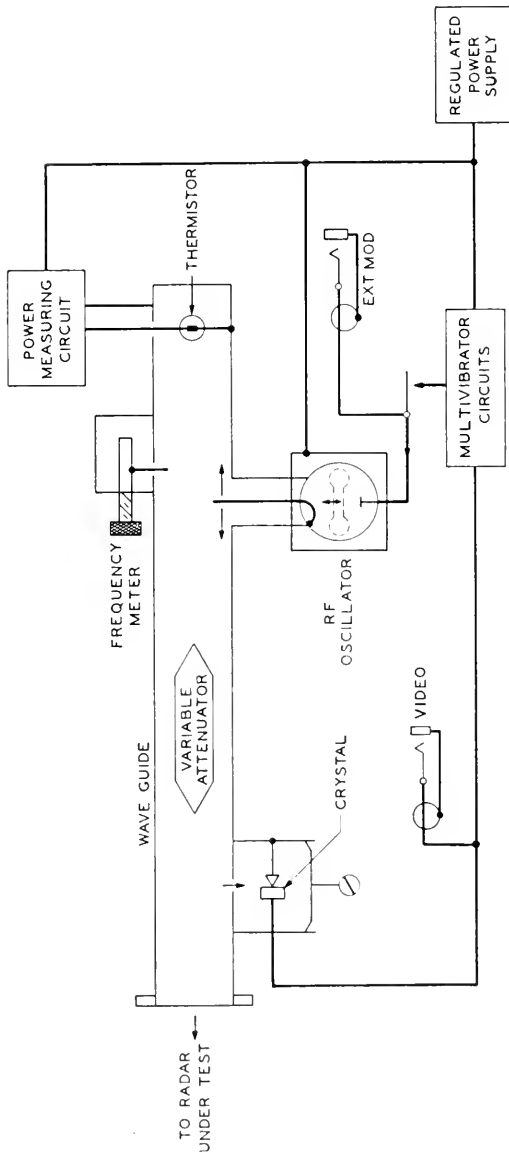 POWER
MEASURING
CIRCUIT
THERMISTOR
FREQUENCY
METER
WAVE GUIDE
VARIABLE
ATTENUATOR
TO RADAR
UNDER TEST
CRYSTAL
RF
OSCILLATOR
EXT MOD
VIDEO
MULTIVIBRATOR
CIRCUITS
REGULATED
POWER
SUPPLY